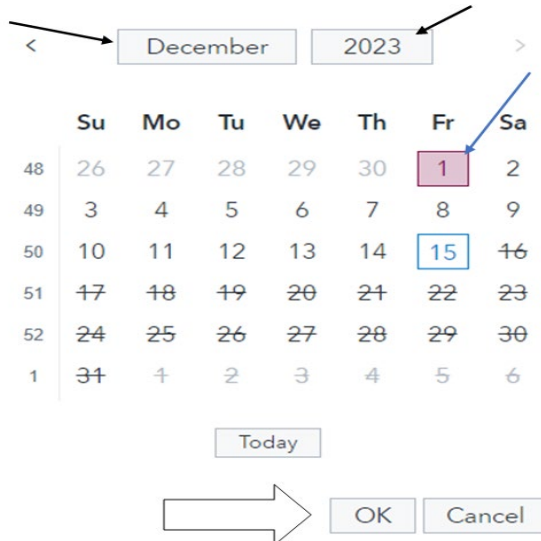 < December 2023 >
Su Mo Tu We Th Fr Sa
48 26 27 28 29 30 1 2
49 3 4 5 6 7 8 9
50 10 11 12 13 14 15 16
51 17 18 19 20 21 22 23
52 24 25 26 27 28 29 30
1 31 1 2 3 4 5 6
Today
OK Cancel